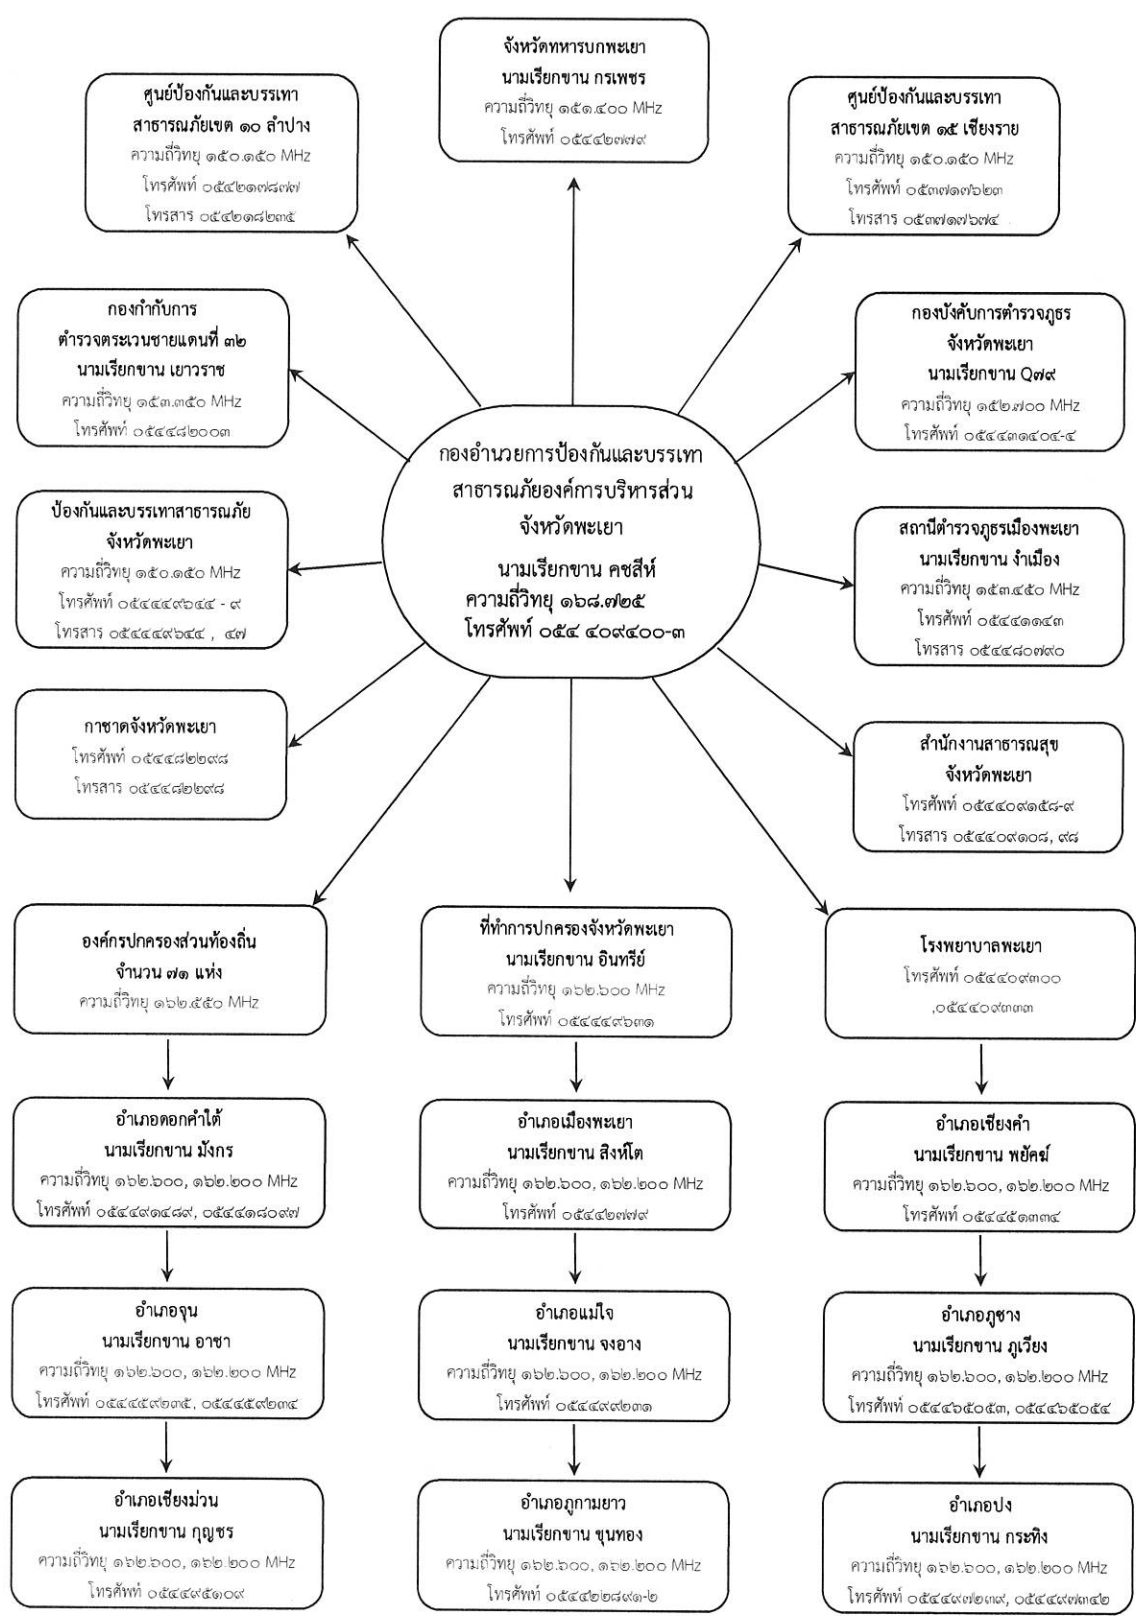 จังหวัดทหารบกพะเยา
นามเรียกขาน กรเพชร
ความถี่วิทยุ ๑๕๑.๔๐๐ MHz
โทรศัพท์ ๐๕๔๔๒๗๗๙
ศูนย์ป้องกันและบรรเทา
สาธารณภัยเขต ๑๐ ลำปาง
ความถี่วิทยุ ๑๕๐.๑๕๐ MHz
โทรศัพท์ ๐๕๔๒๑๗๘๗๗
โทรสาร ๐๕๔๒๑๘๒๓๕
ศูนย์ป้องกันและบรรเทา
สาธารณภัยเขต ๑๕ เชียงราย
ความถี่วิทยุ ๑๕๐.๑๕๐ MHz
โทรศัพท์ ๐๕๓๗๑๗๖๒๓
โทรสาร ๐๕๓๗๑๗๖๗๔
กองกำกับการ
ตำรวจตระเวนชายแดนที่ ๓๒
นามเรียกขาน เยาวราช
ความถี่วิทยุ ๑๕๓.๓๕๐ MHz
โทรศัพท์ ๐๕๔๔๘๒๐๐๓
กองบังคับการตำรวจภูธร
จังหวัดพะเยา
นามเรียกขาน Q๗๙
ความถี่วิทยุ ๑๕๒.๗๐๐ MHz
โทรศัพท์ ๐๕๔๔๓๑๔๐๔-๔
กองอำนวยการป้องกันและบรรเทา
สาธารณภัยองค์การบริหารส่วน
จังหวัดพะเยา
นามเรียกขาน คชสีห์
ความถี่วิทยุ ๑๖๘.๗๒๕
โทรศัพท์ ๐๕๔ ๔๐๙๔๐๐-๓
ป้องกันและบรรเทาสาธารณภัย
จังหวัดพะเยา
ความถี่วิทยุ ๑๕๐.๑๕๐ MHz
โทรศัพท์ ๐๕๔๔๔๙๖๔๔ - ๙
โทรสาร ๐๕๔๔๔๙๖๔๔ , ๔๗
สถานีตำรวจภูธรเมืองพะเยา
นามเรียกขาน งำเมือง
ความถี่วิทยุ ๑๕๓.๔๕๐ MHz
โทรศัพท์ ๐๕๔๔๑๑๔๓
โทรสาร ๐๕๔๔๘๐๗๙๐
กาชาดจังหวัดพะเยา
โทรศัพท์ ๐๕๔๔๘๒๒๙๘
โทรสาร ๐๕๔๔๘๒๒๙๘
สำนักงานสาธารณสุข
จังหวัดพะเยา
โทรศัพท์ ๐๕๔๔๐๙๑๕๘-๙
โทรสาร ๐๕๔๔๐๙๑๐๘, ๙๘
องค์กรปกครองส่วนท้องถิ่น
จำนวน ๗๑ แห่ง
ความถี่วิทยุ ๑๖๒.๕๕๐ MHz
ที่ทำการปกครองจังหวัดพะเยา
นามเรียกขาน อินทรีย์
ความถี่วิทยุ ๑๖๒.๖๐๐ MHz
โทรศัพท์ ๐๕๔๔๔๙๖๓๑
โรงพยาบาลพะเยา
โทรศัพท์ ๐๕๔๔๐๙๓๐๐
,๐๕๔๔๐๙๓๓๓
อำเภอดอกคำใต้
นามเรียกขาน มังกร
ความถี่วิทยุ ๑๖๒.๖๐๐, ๑๖๒.๒๐๐ MHz
โทรศัพท์ ๐๕๔๔๙๑๔๘๙, ๐๕๔๔๑๘๐๙๗
อำเภอเมืองพะเยา
นามเรียกขาน สิงห์โต
ความถี่วิทยุ ๑๖๒.๖๐๐, ๑๖๒.๒๐๐ MHz
โทรศัพท์ ๐๕๔๔๒๗๗๙
อำเภอเชียงคำ
นามเรียกขาน พยัคฆ์
ความถี่วิทยุ ๑๖๒.๖๐๐, ๑๖๒.๒๐๐ MHz
โทรศัพท์ ๐๕๔๔๕๑๓๓๔
อำเภอจุน
นามเรียกขาน อาชา
ความถี่วิทยุ ๑๖๒.๖๐๐, ๑๖๒.๒๐๐ MHz
โทรศัพท์ ๐๕๔๔๕๙๒๓๕, ๐๕๔๔๕๙๒๓๔
อำเภอแม่ใจ
นามเรียกขาน จงอาง
ความถี่วิทยุ ๑๖๒.๖๐๐, ๑๖๒.๒๐๐ MHz
โทรศัพท์ ๐๕๔๔๙๙๒๓๑
อำเภอภูซาง
นามเรียกขาน ภูเวียง
ความถี่วิทยุ ๑๖๒.๖๐๐, ๑๖๒.๒๐๐ MHz
โทรศัพท์ ๐๕๔๔๖๕๐๕๓, ๐๕๔๔๖๕๐๕๔
อำเภอเชียงม่วน
นามเรียกขาน กุญชร
ความถี่วิทยุ ๑๖๒.๖๐๐, ๑๖๒.๒๐๐ MHz
โทรศัพท์ ๐๕๔๔๙๕๑๐๙
อำเภอภูกามยาว
นามเรียกขาน ขุนทอง
ความถี่วิทยุ ๑๖๒.๖๐๐, ๑๖๒.๒๐๐ MHz
โทรศัพท์ ๐๕๔๔๒๒๘๙๑-๒
อำเภอปง
นามเรียกขาน กระทิง
ความถี่วิทยุ ๑๖๒.๖๐๐, ๑๖๒.๒๐๐ MHz
โทรศัพท์ ๐๕๔๔๙๗๒๓๙, ๐๕๔๔๙๗๓๔๒